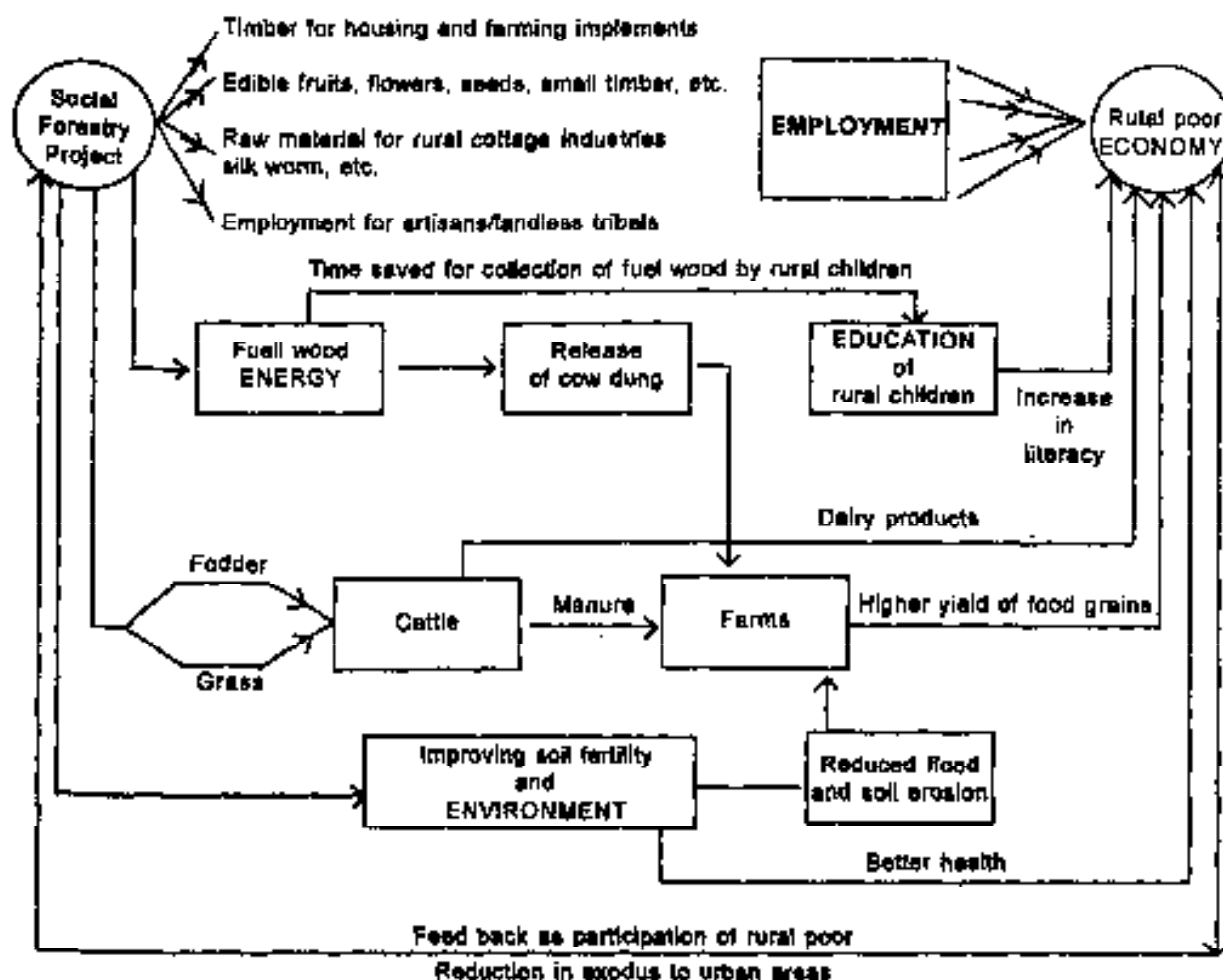 Timber for housing and farming implements
Social
Forestry
Project
Edible fruits, flowers, seeds, small timber, etc.
Raw material for rural cottage industries
silk worm, etc.
Employment for artisans/landless tribals
EMPLOYMENT
Rural poor
ECONOMY
Time saved for collection of fuel wood by rural children
Fuell wood
ENERGY
Release
of cow dung
EDUCATION
of
rural children
Increase
in
literacy
Dairy products
Fodder
Grass
Cattle
Manure
Farms
Higher yield of food grains
Improving soil fertility
and
ENVIRONMENT
Reduced flood
and soil erosion
Better health
Feed back as participation of rural poor
Reduction in exodus to urban areas